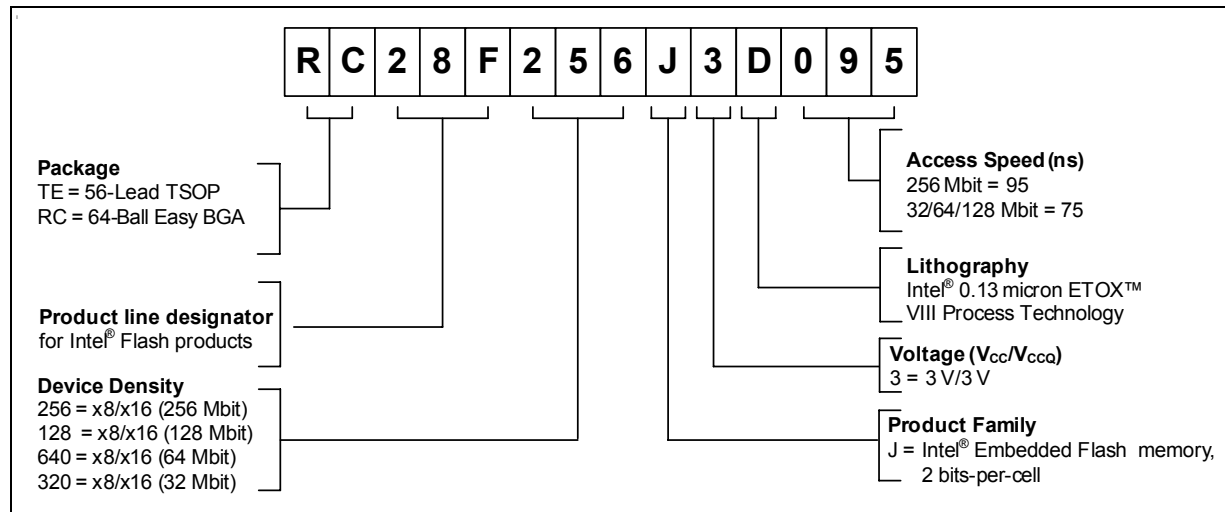 R C 2 8 F 2 5 6 J 3 D 0 9 5
Package
TE = 56-Lead TSOP
RC = 64-Ball Easy BGA
Product line designator
for Intel® Flash products
Device Density
256 = x8/x16 (256 Mbit)
128 = x8/x16 (128 Mbit)
640 = x8/x16 (64 Mbit)
320 = x8/x16 (32 Mbit)
Access Speed (ns)
256 Mbit = 95
32/64/128 Mbit = 75
Lithography
Intel® 0.13 micron ETOX™
VIII Process Technology
Voltage (VCC/VCCQ)
3 = 3 V/3 V
Product Family
J = Intel® Embedded Flash memory,
2 bits-per-cell